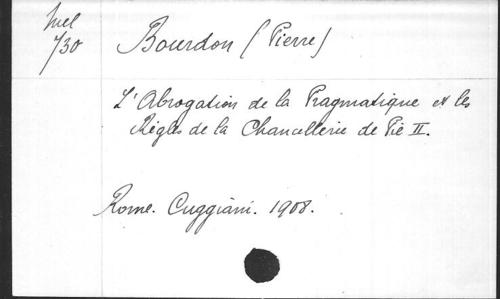 Mel
730
Bourdon (Pierre)
L'Abrogation de la Pragmatique et les
Règles de la Chancellerie de Pie II.
Rome. Cuggiani. 1908.